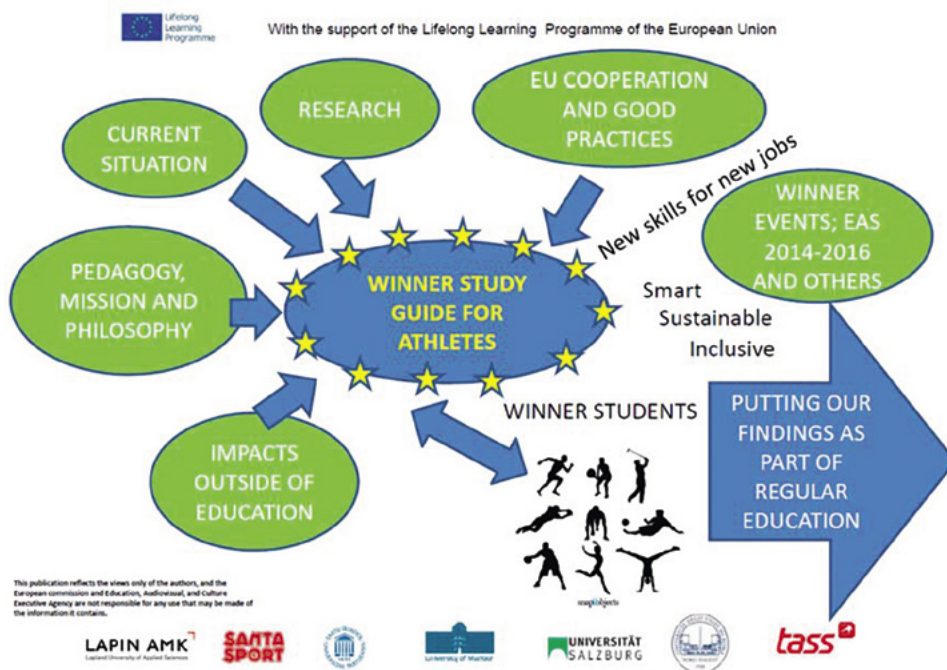 Lifelong
Learning
Programme
With the support of the Lifelong Learning Programme of the European Union
RESEARCH
EU COOPERATION
AND GOOD
PRACTICES
CURRENT
SITUATION
New skills for new jobs
WINNER
EVENTS; EAS
2014-2016
AND OTHERS
PEDAGOGY,
MISSION AND
PHILOSOPHY
WINNER STUDY
GUIDE FOR
ATHLETES
Smart
Sustainable
Inclusive
WINNER STUDENTS
PUTTING OUR
FINDINGS AS
PART OF
REGULAR
EDUCATION
IMPACTS
OUTSIDE OF
EDUCATION
This publication reflects the views only of the authors, and the
European commission and Education, Audiovisual, and Culture
Executive Agency are not responsible for any use that may be made of
the information it contains.
LAPIN AMK
Lapland University of Applied Sciences
SANTA
SPORT
UNIVERSITÄT
SALZBURG
tass